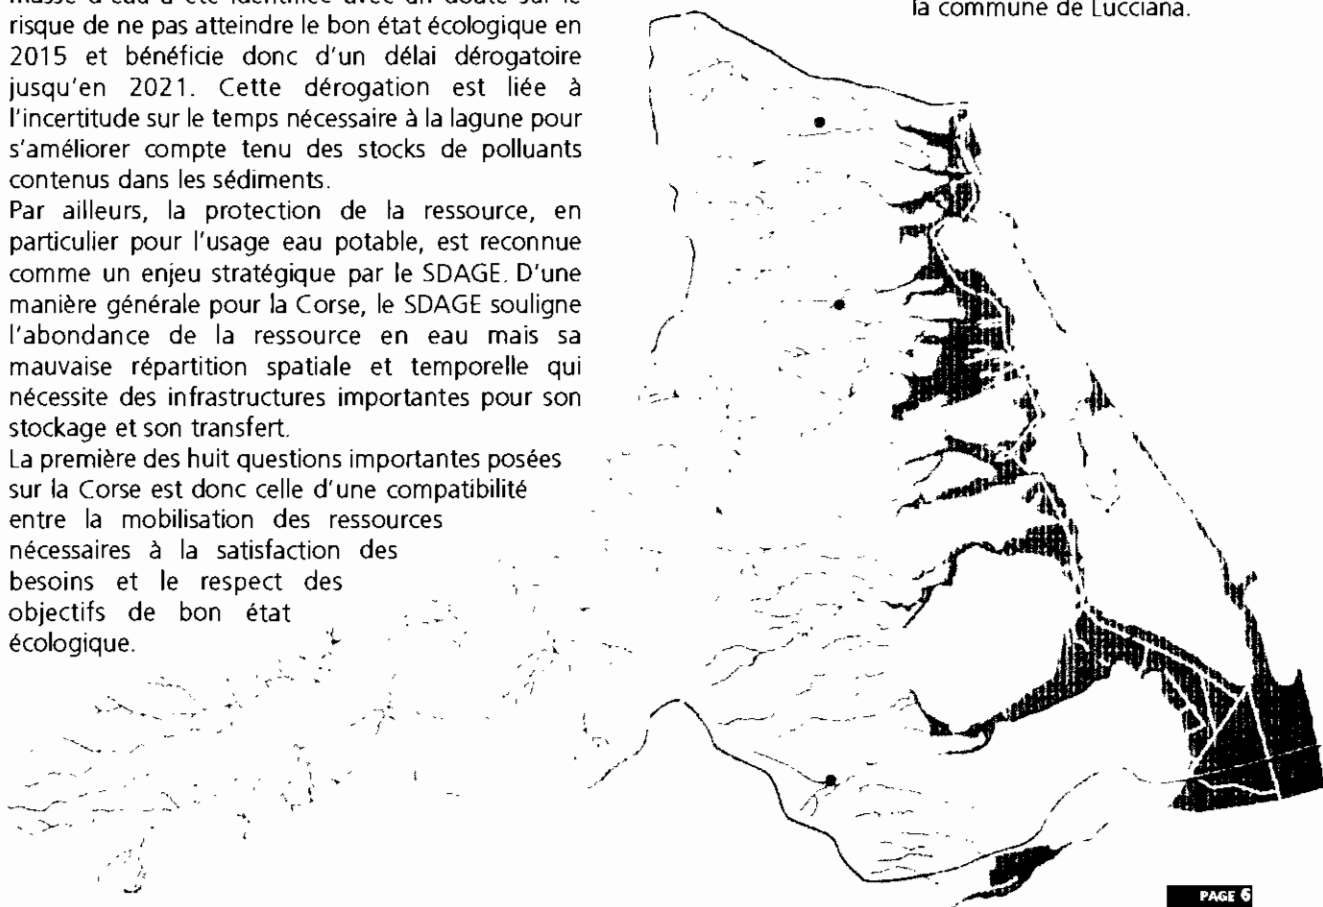 masse d'eau a été identifiée avec un doute sur le
risque de ne pas atteindre le bon état écologique en
2015 et bénéficie donc d'un délai dérogatoire
jusqu'en 2021. Cette dérogation est liée à
l'incertitude sur le temps nécessaire à la lagune pour
s'améliorer compte tenu des stocks de polluants
contenus dans les sédiments.
Par ailleurs, la protection de la ressource, en
particulier pour l'usage eau potable, est reconnue
comme un enjeu stratégique par le SDAGE. D'une
manière générale pour la Corse, le SDAGE souligne
l'abondance de la ressource en eau mais sa
mauvaise répartition spatiale et temporelle qui
nécessite des infrastructures importantes pour son
stockage et son transfert.
La première des huit questions importantes posées
sur la Corse est donc celle d'une compatibilité
entre la mobilisation des ressources
nécessaires à la satisfaction des
besoins et le respect des
objectifs de bon état
écologique.
la commune de Lucciana.
PAGE 6